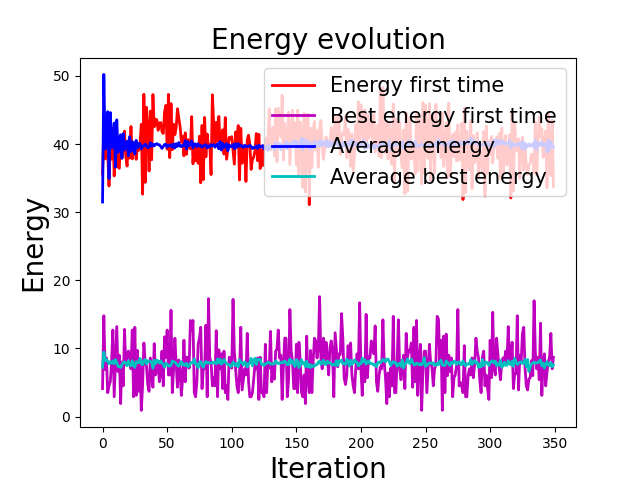 Energy evolution
Energy first time
Best energy first time
Average energy
Average best energy
Energy
50
40
30
20
10
0
0 50 100 150 200 250 300 350
Iteration